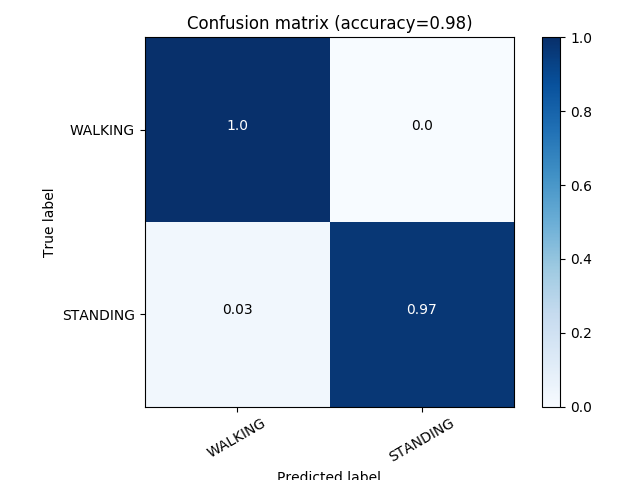 Confusion matrix (accuracy=0.98)
True label
WALKING
1.0
0.0
STANDING
0.03
0.97
WALKING
STANDING
Predicted label
1.0
0.8
0.6
0.4
0.2
0.0